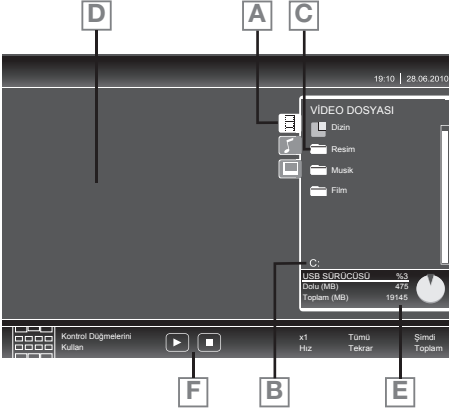 D A C
19:10 28.06.2010
VİDEO DOSYASI
Dizin
Resim
Musik
Film
C:
USB SÜRÜCÜSÜ %3
Dolu (MB) 475
Toplam (MB) 19145
Kontrol Düğmelerini
Kullan
x1 Tümü Şimdi
Hız Tekrar Toplam
F B E